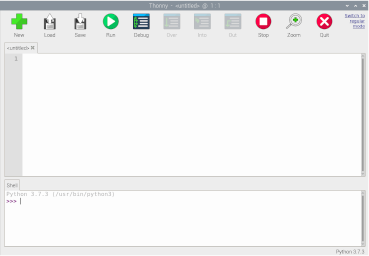 Thonny - <untitled> @ 1 : 1
New Load Save Run Debug Over Into Out Stop Zoom Quit
Switch to
regular
mode
<untitled> ✕
1
Shell
Python 3.7.3 (/usr/bin/python3)
>>>
Python 3.7.3